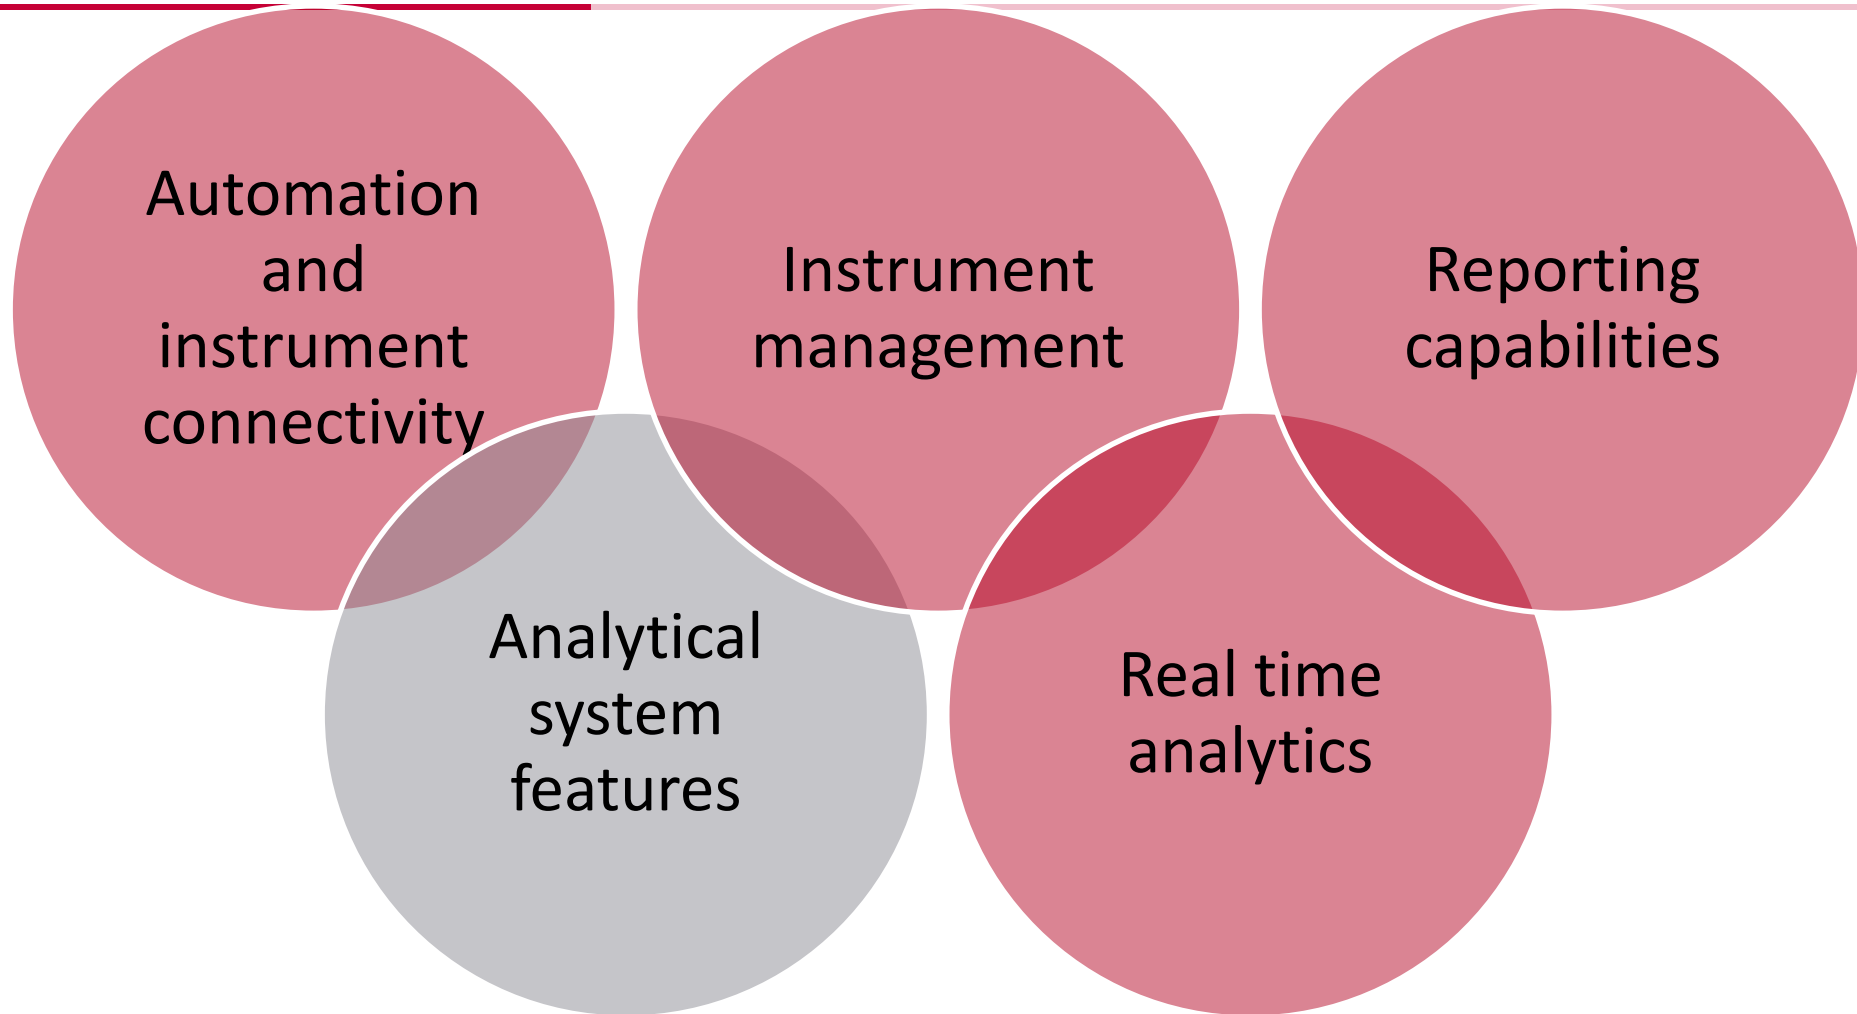 Automation
and
instrument
connectivity
Instrument
management
Reporting
capabilities
Analytical
system
features
Real time
analytics